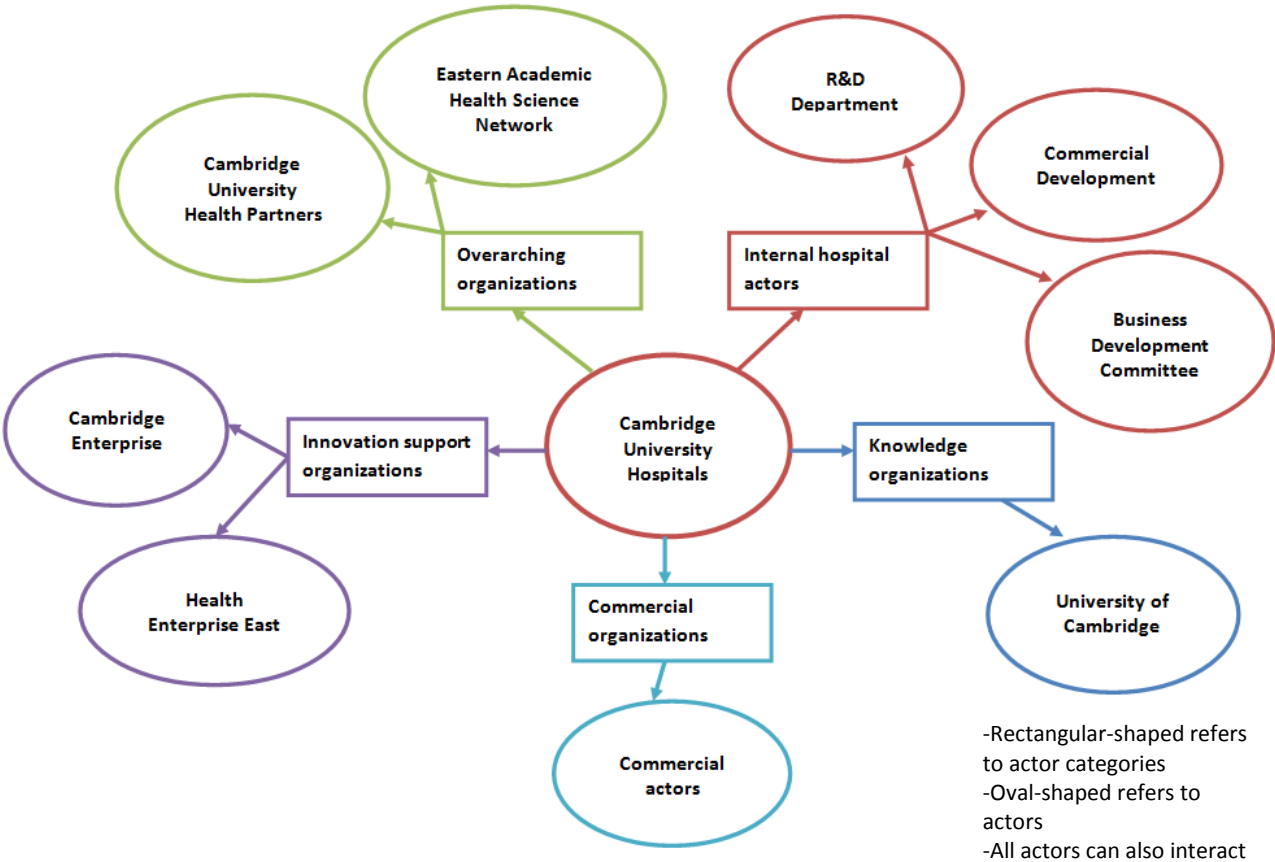 Eastern Academic
Health Science
Network
R&D
Department
Cambridge
University
Health Partners
Commercial
Development
Overarching
organizations
Internal hospital
actors
Business
Development
Committee
Cambridge
Enterprise
Innovation support
organizations
Cambridge
University
Hospitals
Knowledge
organizations
Health
Enterprise East
Commercial
organizations
University of
Cambridge
Commercial
actors
-Rectangular-shaped refers
to actor categories
-Oval-shaped refers to
actors
-All actors can also interact